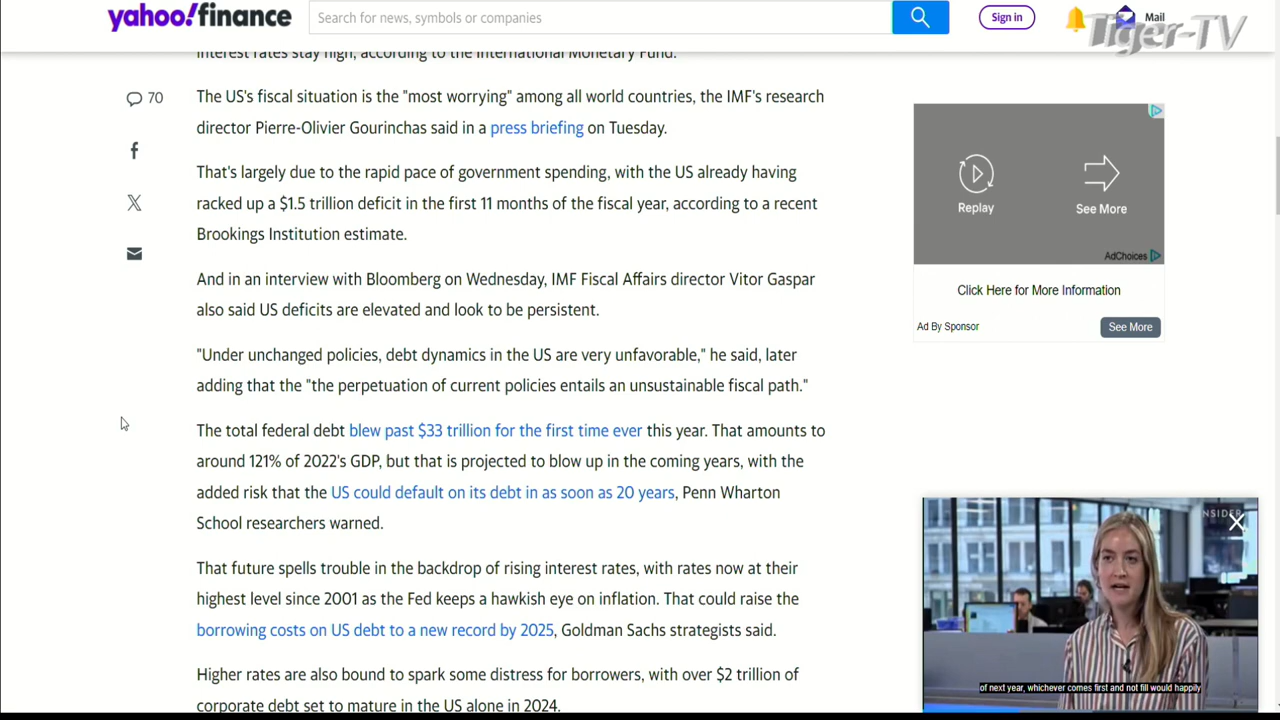 yahoo!finance
Search for news, symbols or companies
Sign in
Mail
Tiger-TV
interest rates stay high, according to the International Monetary Fund.
70
The US's fiscal situation is the "most worrying" among all world countries, the IMF's research
director Pierre-Olivier Gourinchas said in a press briefing on Tuesday.
That's largely due to the rapid pace of government spending, with the US already having
racked up a $1.5 trillion deficit in the first 11 months of the fiscal year, according to a recent
Brookings Institution estimate.
And in an interview with Bloomberg on Wednesday, IMF Fiscal Affairs director Vitor Gaspar
also said US deficits are elevated and look to be persistent.
"Under unchanged policies, debt dynamics in the US are very unfavorable," he said, later
adding that the "the perpetuation of current policies entails an unsustainable fiscal path."
The total federal debt blew past $33 trillion for the first time ever this year. That amounts to
around 121% of 2022's GDP, but that is projected to blow up in the coming years, with the
added risk that the US could default on its debt in as soon as 20 years, Penn Wharton
School researchers warned.
That future spells trouble in the backdrop of rising interest rates, with rates now at their
highest level since 2001 as the Fed keeps a hawkish eye on inflation. That could raise the
borrowing costs on US debt to a new record by 2025, Goldman Sachs strategists said.
Higher rates are also bound to spark some distress for borrowers, with over $2 trillion of
corporate debt set to mature in the US alone in 2024.
Replay
See More
AdChoices
Click Here for More Information
Ad By Sponsor
See More
INSIDER
of next year, whichever comes first and not fill would happily